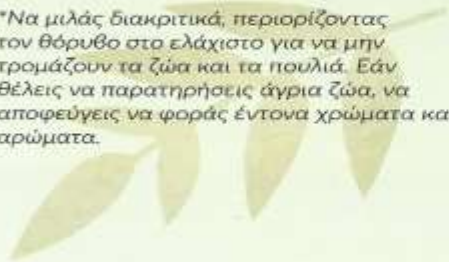 *Να μιλάς διακριτικά, περιορίζοντας
τον θόρυβο στο ελάχιστο για να μην
τρομάζουν τα ζώα και τα πουλιά. Εάν
θέλεις να παρατηρήσεις άγρια ζώα, να
αποφεύγεις να φοράς έντονα χρώματα κα
αρώματα.